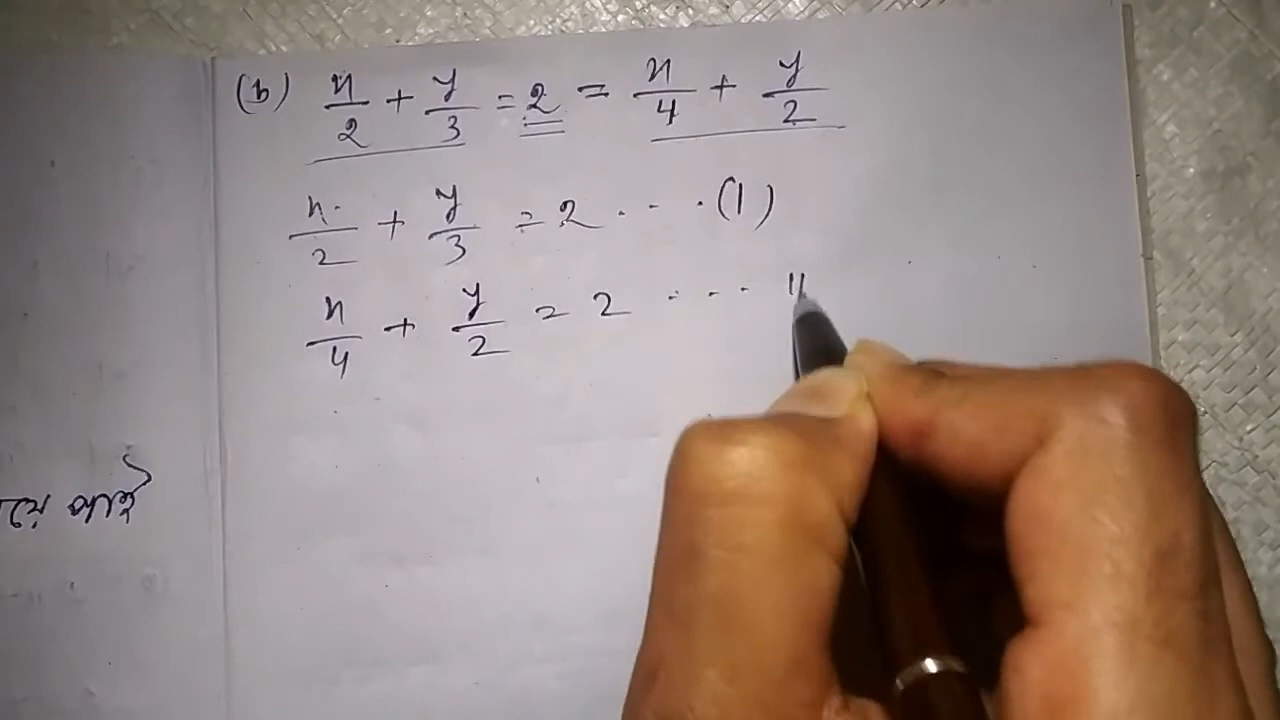 (b) x/2 + y/3 = 2 = x/4 + y/2
x/2 + y/3 = 2 . . . (1)
x/4 + y/2 = 2 . . . 11